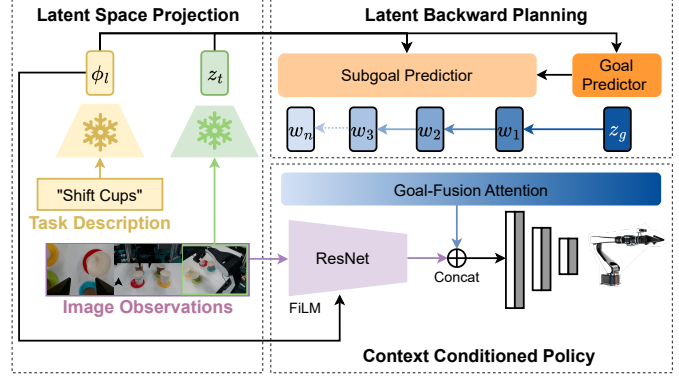 Latent Space Projection
Latent Backward Planning
ϕl
zt
Subgoal Predictior
Goal
Predictor
wn
w3
w2
w1
zg
"Shift Cups"
Task Description
Goal-Fusion Attention
ResNet
Concat
FiLM
Image Observations
Context Conditioned Policy